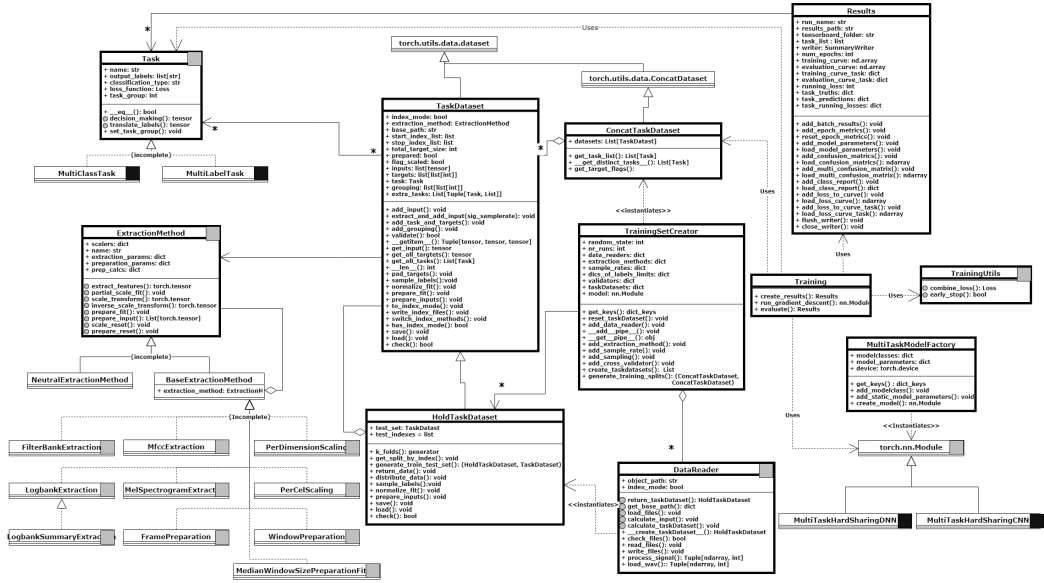 Results
+ run_name: str
+ results_path: str
+ tensorboard_folder: str
+ task_list : list
+ writer: SummaryWriter
+ num_epochs: int
+ training_curve: nd.array
+ evaluation_curve: nd.array
+ training_curve_task: dict
+ evaluation_curve_task: dict
+ running_loss: int
+ task_truths: dict
+ task_predictions: dict
+ task_running_losses: dict
+ add_batch_results(): void
+ add_epoch_metrics(): void
+ reset_epoch_metrics(): void
+ add_model_parameters(): void
+ load_model_parameters(): void
+ add_confusion_matrix(): void
+ load_confusion_matrix(): ndarray
+ add_multi_confusion_matrix(): void
+ load_multi_confusion_matrix(): ndarray
+ add_class_report(): void
+ load_class_report(): dict
+ add_loss_to_curve(): void
+ load_loss_curve(): ndarray
+ add_loss_to_curve_task(): void
+ load_loss_curve_task(): ndarray
+ flush_writer(): void
+ close_writer(): void
Uses
*
Task
+ name: str
+ output_labels: list[str]
+ classification_type: str
+ loss_function: Loss
+ task_group: int
+ __eq__(): bool
decision_making(): tensor
translate_labels(): tensor
+ set_task_group(): void
*
{incomplete}
MultiClassTask
MultiLabelTask
torch.utils.data.dataset
torch.utils.data.ConcatDataset
TaskDataset
+ index_mode: bool
+ extraction_method: ExtractionMethod
+ base_path: str
+ start_index_list: list
+ stop_index_list: list
+ total_target_size: int
+ prepared: bool
+ flag_scaled: bool
+ inputs: list[tensor]
+ targets: list[list[int]]
+ task: Task
+ grouping: list[list[int]]
+ extra_tasks: List[Tuple[Task, List]]
+ add_input(): void
+ extract_and_add_input(sig_samplerate): void
+ add_task_and_targets(): void
+ add_grouping(): void
+ validate(): bool
+ __getitem__(): Tuple[tensor, tensor, tensor]
+ get_input(): tensor
+ get_all_targets(): tensor
+ get_all_tasks(): List[Task]
+ __len__(): int
+ pad_targets(): void
+ sample_labels():void
+ normalize_fit(): void
+ prepare_fit(): void
+ prepare_inputs(): void
+ to_index_mode(): void
+ write_index_files(): void
+ switch_index_methods(): void
+ has_index_mode(): bool
+ save(): void
+ load(): void
+ check(): bool
*
*
ConcatTaskDataset
+ datasets: List[TaskDataset]
+ get_task_list(): List[Task]
+ __get_distinct_tasks__(): List[Task]
+ get_target_flags():
<<instantiates>>
Uses
TrainingSetCreator
+ random_state: int
+ nr_runs: int
+ data_readers: dict
+ extraction_methods: dict
+ sample_rates: dict
+ dics_of_labels_limits: dict
+ validators: dict
+ taskDatasets: dict
+ model: nn.Module
+ get_keys(): dict_keys
+ reset_taskDataset(): void
+ add_data_reader(): void
+ __add__pipe__(): void
+ __get__pipe__(): obj
+ add_extraction_method(): void
+ add_sample_rate(): void
+ add_sampling(): void
+ add_cross_validator(): void
+ create_taskdatasets():  List
+ generate_training_splits(): (ConcatTaskDataset,
ConcatTaskDataset)
Uses
Training
+ create_results(): Results
+ run_gradient_descent(): nn.Module
+ evaluate(): Results
Uses
TrainingUtils
combine_loss(): Loss
early_stop(): bool
MultiTaskModelFactory
+ modelclasses: dict
+ model_parameters: dict
+ device: torch.device
+ get_keys() : dict_keys
+ add_modelclass(): void
+ add_static_model_parameters(): void
+ create_model(): nn.Module
Uses
<<Instantiates>>
torch.nn.Module
MultiTaskHardSharingDNN
MultiTaskHardSharingCNN
ExtractionMethod
+ scalers: dict
+ name: str
+ extraction_params: dict
+ preparation_params: dict
+ prep_calcs: dict
extract_features(): torch.tensor
partial_scale_fit(): void
scale_transform(): torch.tensor
inverse_scale_transform(): torch.tensor
prepare_fit(): void
prepare_input(): List[torch.tensor]
scale_reset(): void
prepare_reset(): void
{incomplete}
NeutralExtractionMethod
BaseExtractionMethod
+ extraction_method: ExtractionM
{Incomplete}
FilterBankExtraction
MfccExtraction
PerDimensionScaling
LogbankExtraction
MelSpectrogramExtract
PerCelScaling
LogbankSummaryExtrac
FramePreparation
WindowPreparation
MedianWindowSizePreparationFit
*
HoldTaskDataset
+ test_set: TaskDatast
+ test_indexes = list
+ k_folds(): generator
+ get_split_by_index(): void
+ generate_train_test_set(): (HoldTaskDataset, TaskDataset)
+ return_data(): void
+ distribute_data(): void
+ sample_labels():void
+ normalize_fit(): void
+ prepare_inputs(): void
+ save(): void
+ load(): void
+ check(): bool
<<instantiates>
*
DataReader
+ object_path: str
+ index_mode: bool
return_taskDataset(): HoldTaskDataset
get_base_path(): dict
load_files(): void
calculate_input(): void
calculate_taskDataset(): void
+ __create_taskDataset__(): HoldTaskDataset
+ check_files(): bool
+ read_files(): void
+ write_files(): void
+ process_signal(): Tuple[ndarray, int]
+ load_wav():: Tuple[ndarray, int]